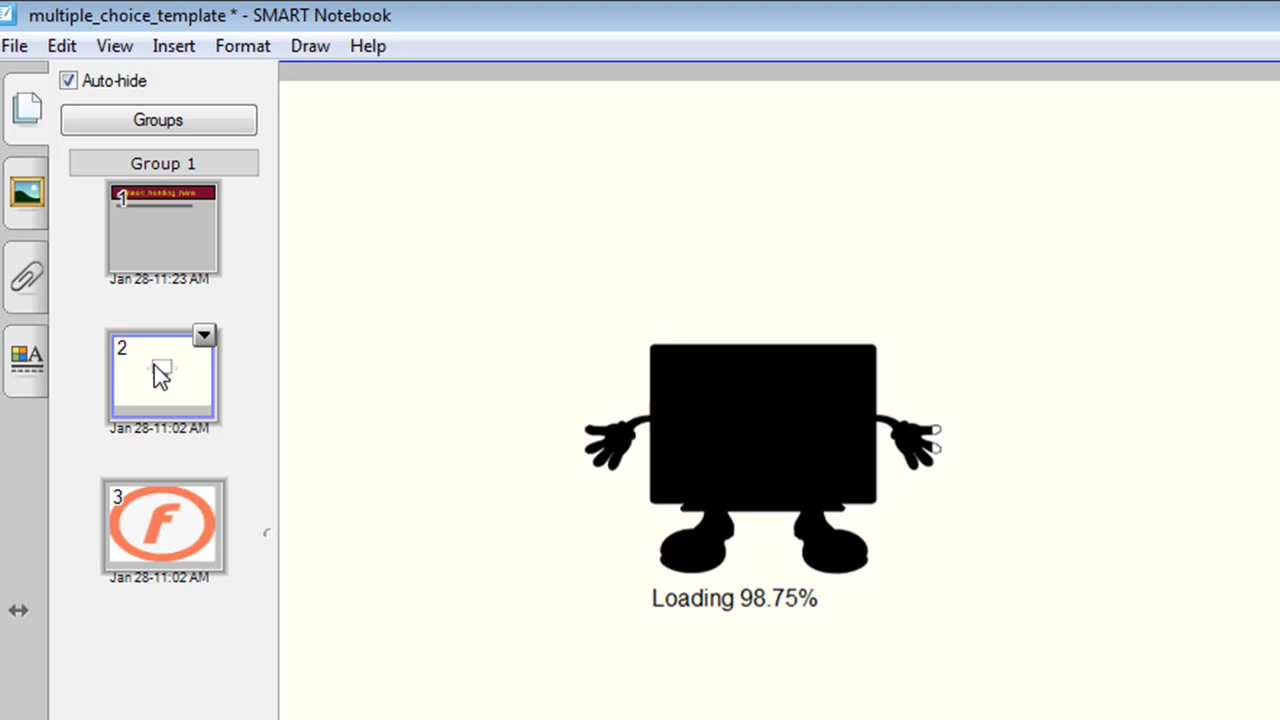 multiple_choice_template * - SMART Notebook
File Edit View Insert Format Draw Help
Auto-hide
Groups
Group 1
1
Jan 28-11:23 AM
2
Jan 28-11:02 AM
3
f
Jan 28-11:02 AM
A
Loading 98.75%